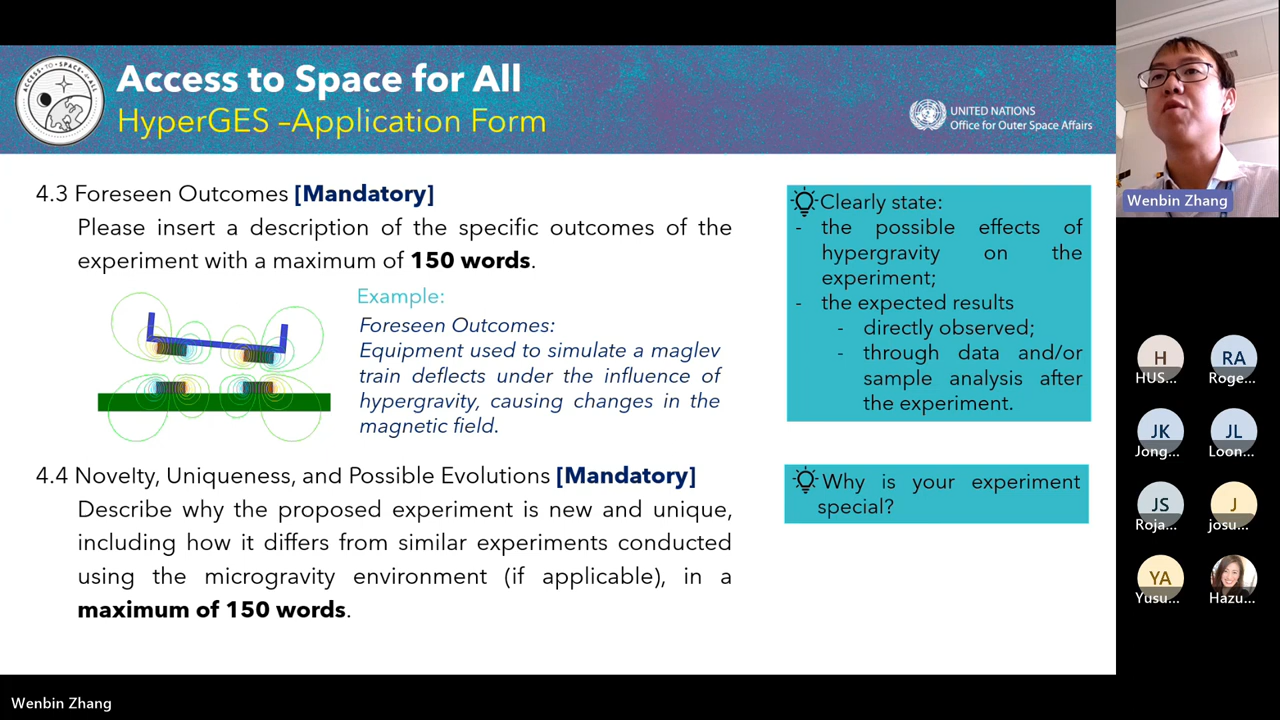 Access to Space for All
HyperGES –Application Form
ACCESS • TO • SPACE • 4 • ALL
UNITED NATIONS
Office for Outer Space Affairs
4.3 Foreseen Outcomes [Mandatory]
Please insert a description of the specific outcomes of the
experiment with a maximum of 150 words.
Example:
Foreseen Outcomes:
Equipment used to simulate a maglev
train deflects under the influence of
hypergravity, causing changes in the
magnetic field.
Clearly state:
- the possible effects of
hypergravity on the
experiment;
- the expected results
- directly observed;
- through data and/or
sample analysis after
the experiment.
4.4 Novelty, Uniqueness, and Possible Evolutions [Mandatory]
Describe why the proposed experiment is new and unique,
including how it differs from similar experiments conducted
using the microgravity environment (if applicable), in a
maximum of 150 words.
Why is your experiment
special?
Wenbin Zhang
H
HUS...
RA
Roge...
JK
Jong...
JL
Loon...
JS
Roja...
J
josu...
YA
Yusu...
Hazu...
Wenbin Zhang